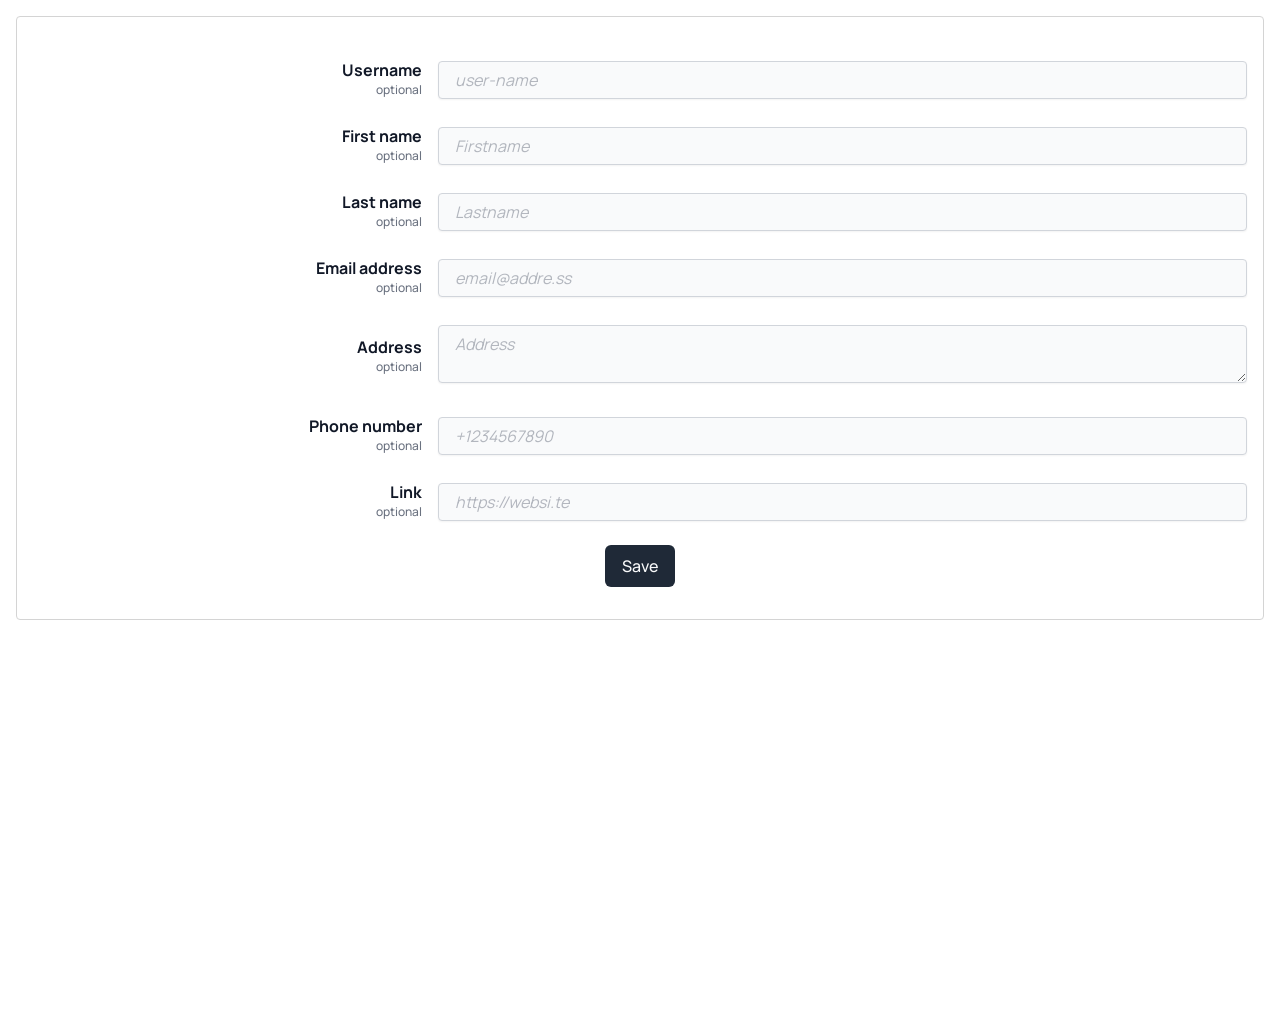 Username
optional
user-name
First name
optional
Firstname
Last name
optional
Lastname
Email address
optional
email@addre.ss
Address
optional
Address
Phone number
optional
+1234567890
Link
optional
https://websi.te
Save